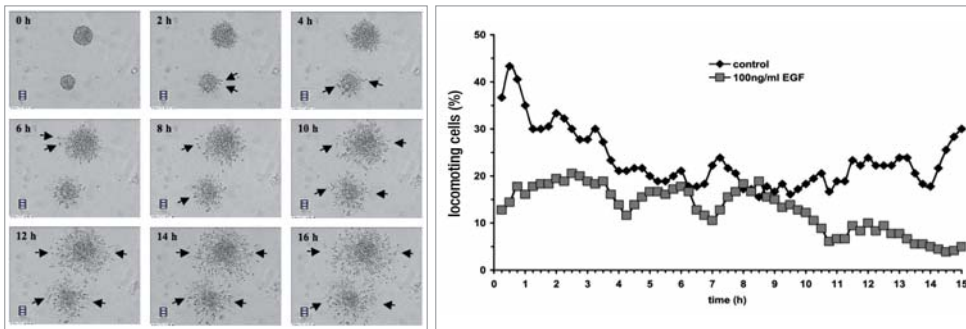 0 h
2 h
4 h
6 h
8 h
10 h
12 h
14 h
16 h
50
40
30
20
10
0
locomoting cells (%)
control
100ng/ml EGF
0 1 2 3 4 5 6 7 8 9 10 11 12 13 14 15
time (h)